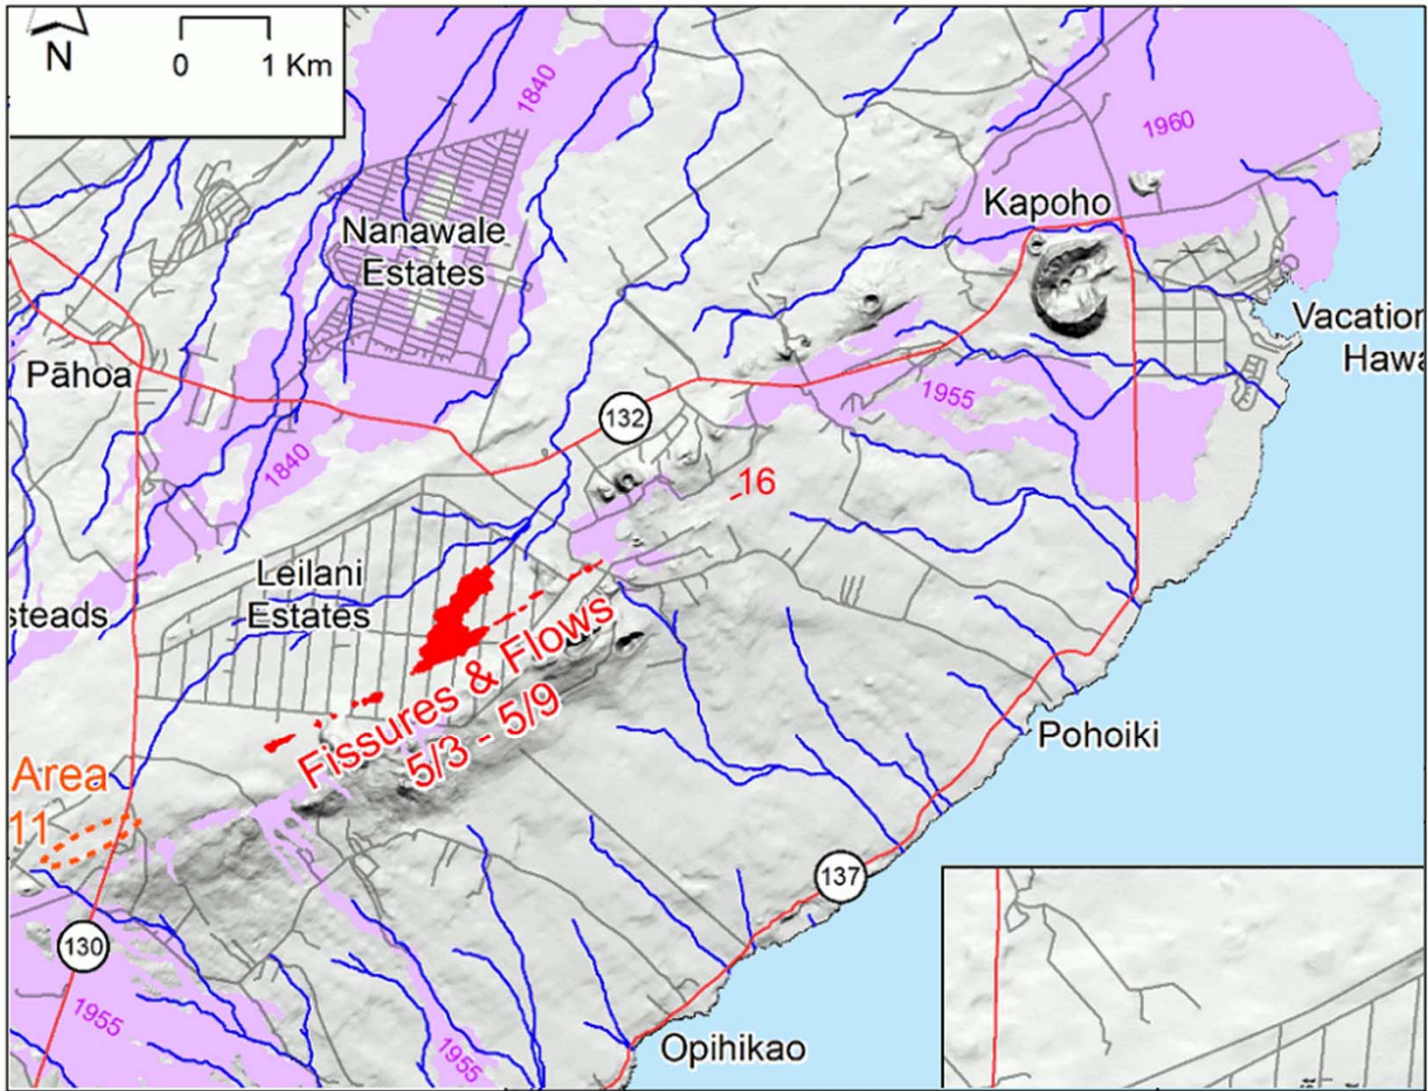 N
0 1 Km
1840
1960
Kapoho
Nanawale
Estates
Vacation
Hawa
Pāhoa
1955
132
1840
16
Leilani
Estates
steads
Fissures & Flows
5/3 - 5/9
Pohoiki
Area
11
137
130
1955
1955
Opihikao